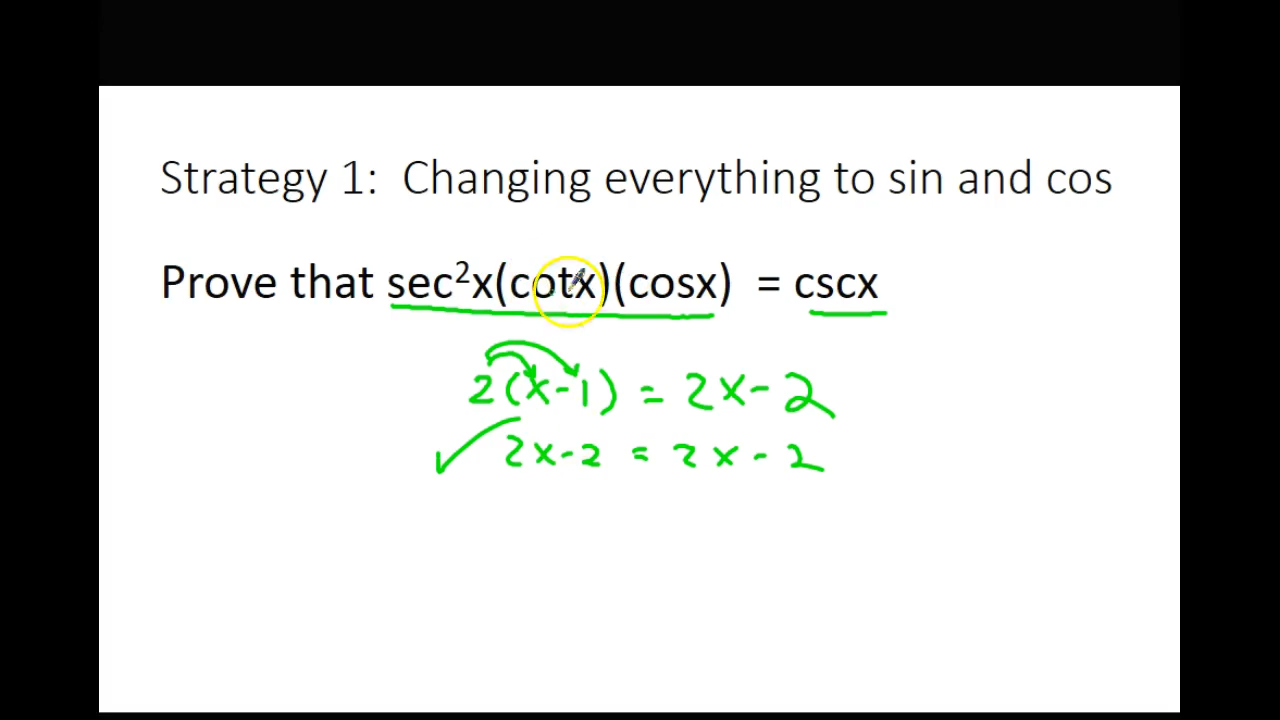 Strategy 1: Changing everything to sin and cos
Prove that sec²x(cotx)(cosx) = cscx
2(x-1) = 2x-2
2x-2 = 2x-2